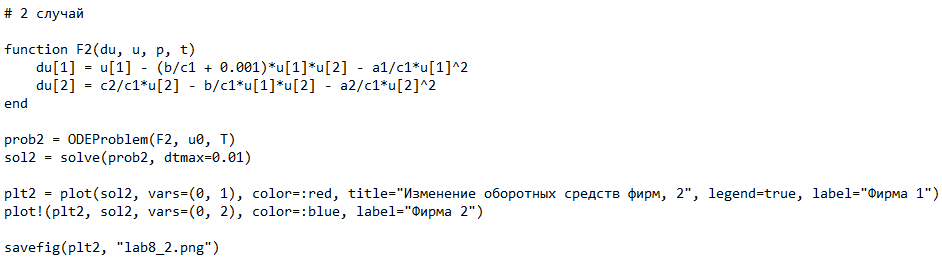 # 2 случай

function F2(du, u, p, t)
    du[1] = u[1] - (b/c1 + 0.001)*u[1]*u[2] - a1/c1*u[1]^2
    du[2] = c2/c1*u[2] - b/c1*u[1]*u[2] - a2/c1*u[2]^2
end

prob2 = ODEProblem(F2, u0, T)
sol2 = solve(prob2, dtmax=0.01)

plt2 = plot(sol2, vars=(0, 1), color=:red, title="Изменение оборотных средств фирм, 2", legend=true, label="Фирма 1")
plot!(plt2, sol2, vars=(0, 2), color=:blue, label="Фирма 2")

savefig(plt2, "lab8_2.png")